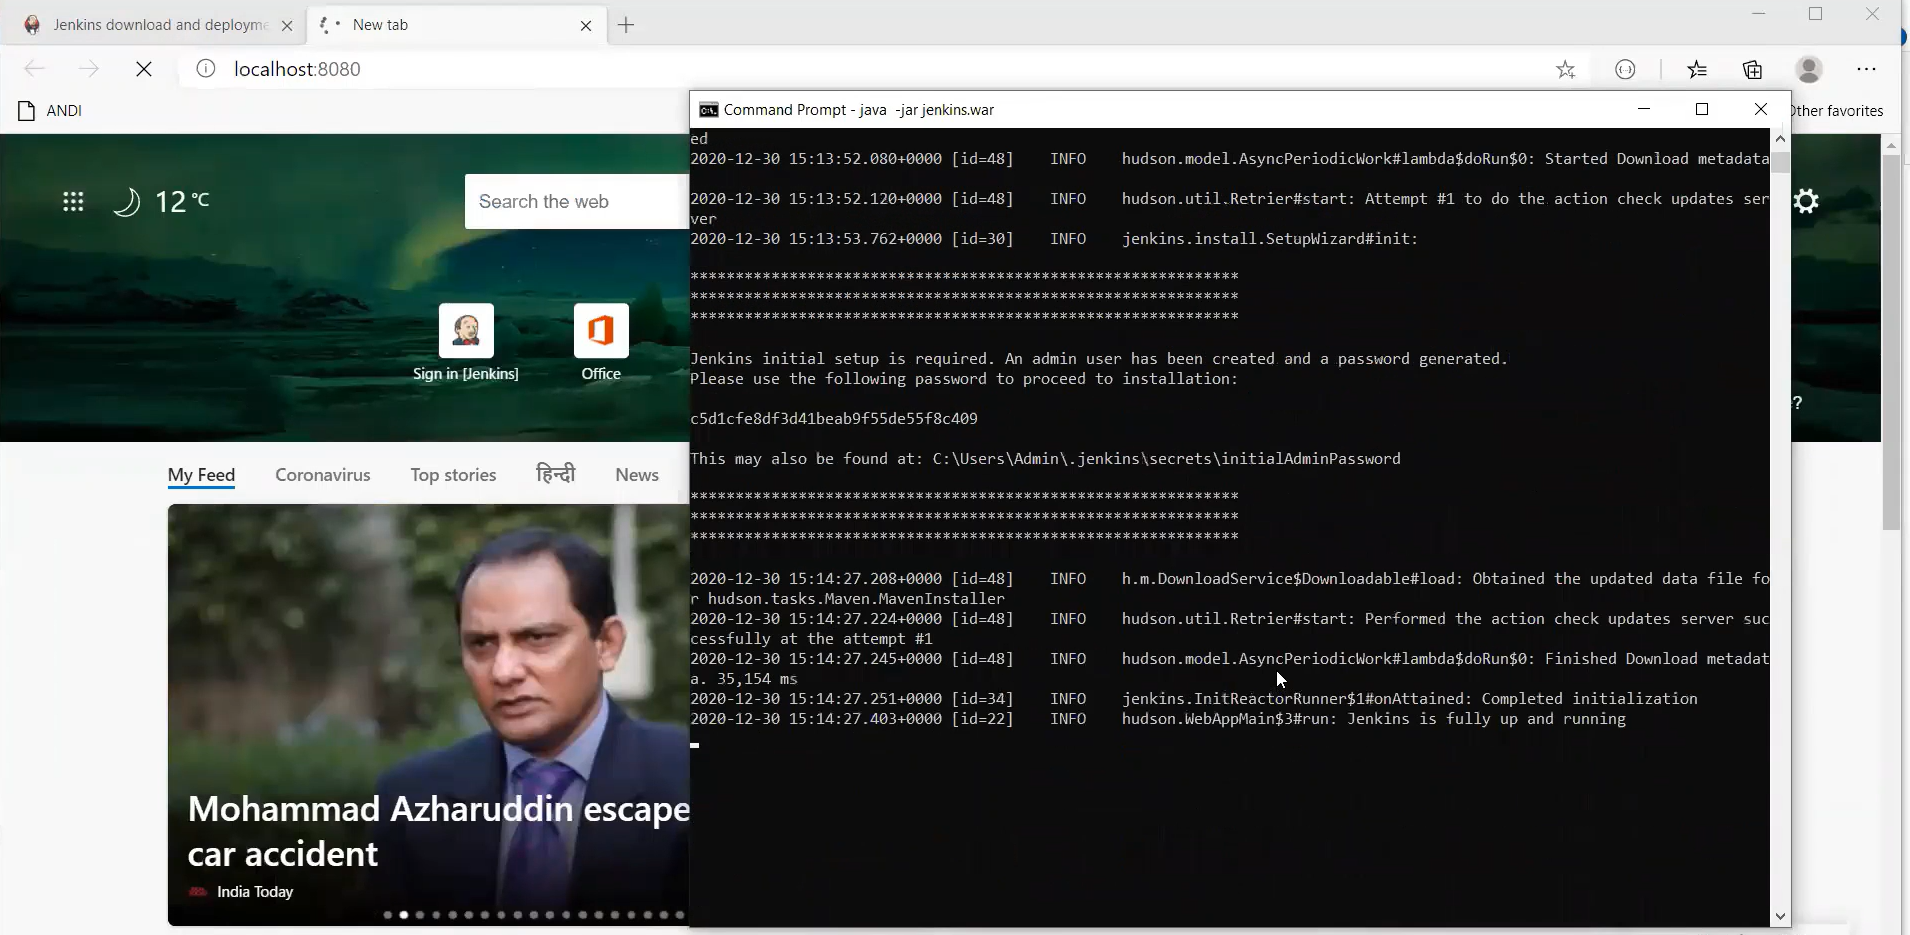 Jenkins download and deployme
New tab
localhost:8080
ANDI
Other favorites
12 °C
Search the web
Sign in [Jenkins]
Office
My Feed
Coronavirus
Top stories
हिन्दी
News
Mohammad Azharuddin escape
car accident
India Today
?
Command Prompt - java  -jar jenkins.war
ed
2020-12-30 15:13:52.080+0000 [id=48]    INFO    hudson.model.AsyncPeriodicWork#lambda$doRun$0: Started Download metadata
2020-12-30 15:13:52.120+0000 [id=48]    INFO    hudson.util.Retrier#start: Attempt #1 to do the action check updates ser
ver
2020-12-30 15:13:53.762+0000 [id=30]    INFO    jenkins.install.SetupWizard#init:
*************************************************************
*************************************************************
*************************************************************
Jenkins initial setup is required. An admin user has been created and a password generated.
Please use the following password to proceed to installation:
c5d1cfe8df3d41beab9f55de55f8c409
This may also be found at: C:\Users\Admin\.jenkins\secrets\initialAdminPassword
*************************************************************
*************************************************************
*************************************************************
2020-12-30 15:14:27.208+0000 [id=48]    INFO    h.m.DownloadService$Downloadable#load: Obtained the updated data file fo
r hudson.tasks.Maven.MavenInstaller
2020-12-30 15:14:27.224+0000 [id=48]    INFO    hudson.util.Retrier#start: Performed the action check updates server suc
cessfully at the attempt #1
2020-12-30 15:14:27.245+0000 [id=48]    INFO    hudson.model.AsyncPeriodicWork#lambda$doRun$0: Finished Download metadat
a. 35,154 ms
2020-12-30 15:14:27.251+0000 [id=34]    INFO    jenkins.InitReactorRunner$1#onAttained: Completed initialization
2020-12-30 15:14:27.403+0000 [id=22]    INFO    hudson.WebAppMain$3#run: Jenkins is fully up and running